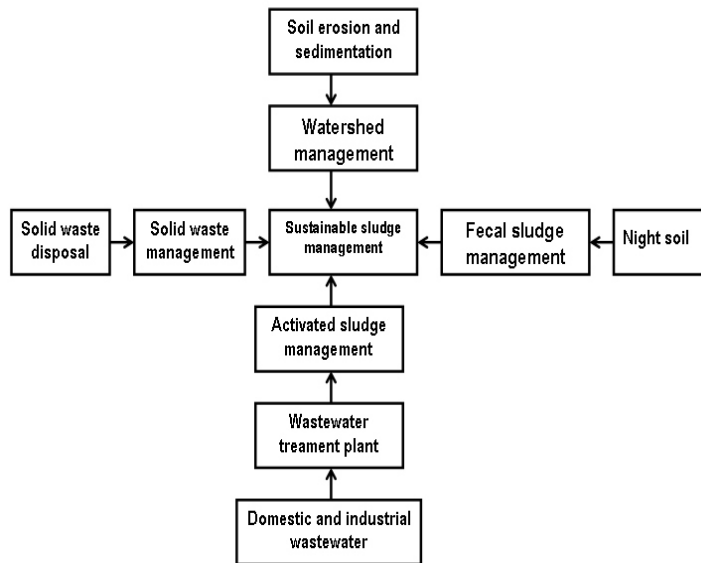 Soil erosion and
sedimentation
Watershed
management
Solid waste
disposal
Solid waste
management
Sustainable sludge
management
Fecal sludge
management
Night soil
Activated sludge
management
Wastewater
treament plant
Domestic and industrial
wastewater